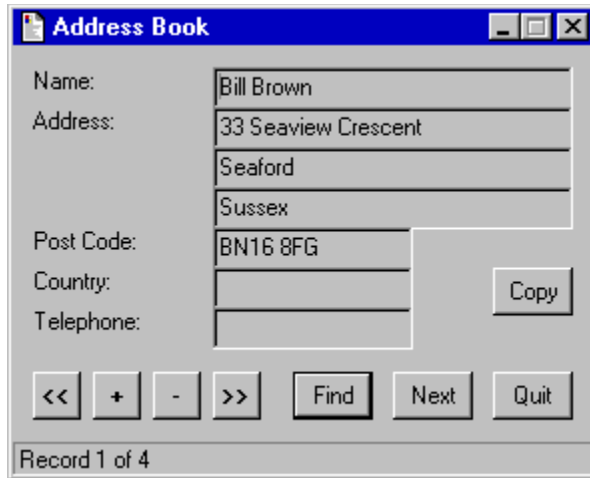 Address Book
Name: Bill Brown
Address: 33 Seaview Crescent
Seaford
Sussex
Post Code: BN16 8FG
Country:
Copy
Telephone:
<< + - >> Find Next Quit
Record 1 of 4